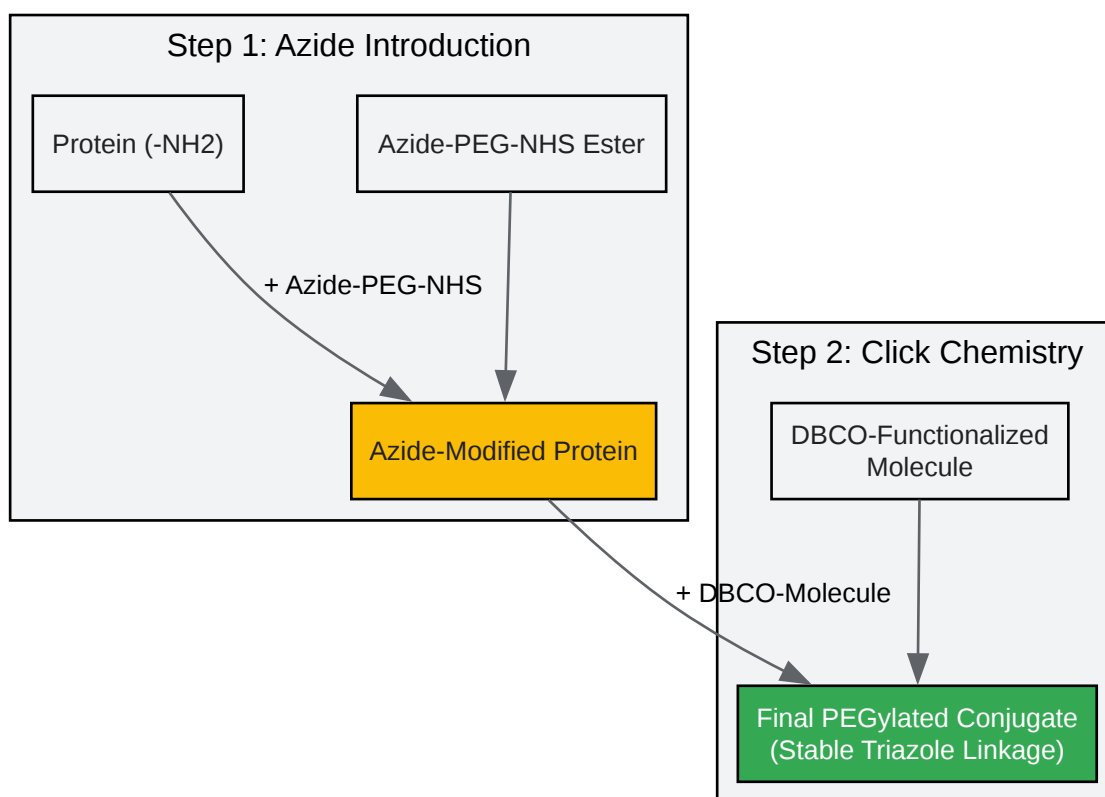 Step 1: Azide Introduction
Protein (-NH2)
Azide-PEG-NHS Ester
+ Azide-PEG-NHS
Azide-Modified Protein
Step 2: Click Chemistry
DBCO-Functionalized
Molecule
+ DBCO-Molecule
Final PEGylated Conjugate
(Stable Triazole Linkage)